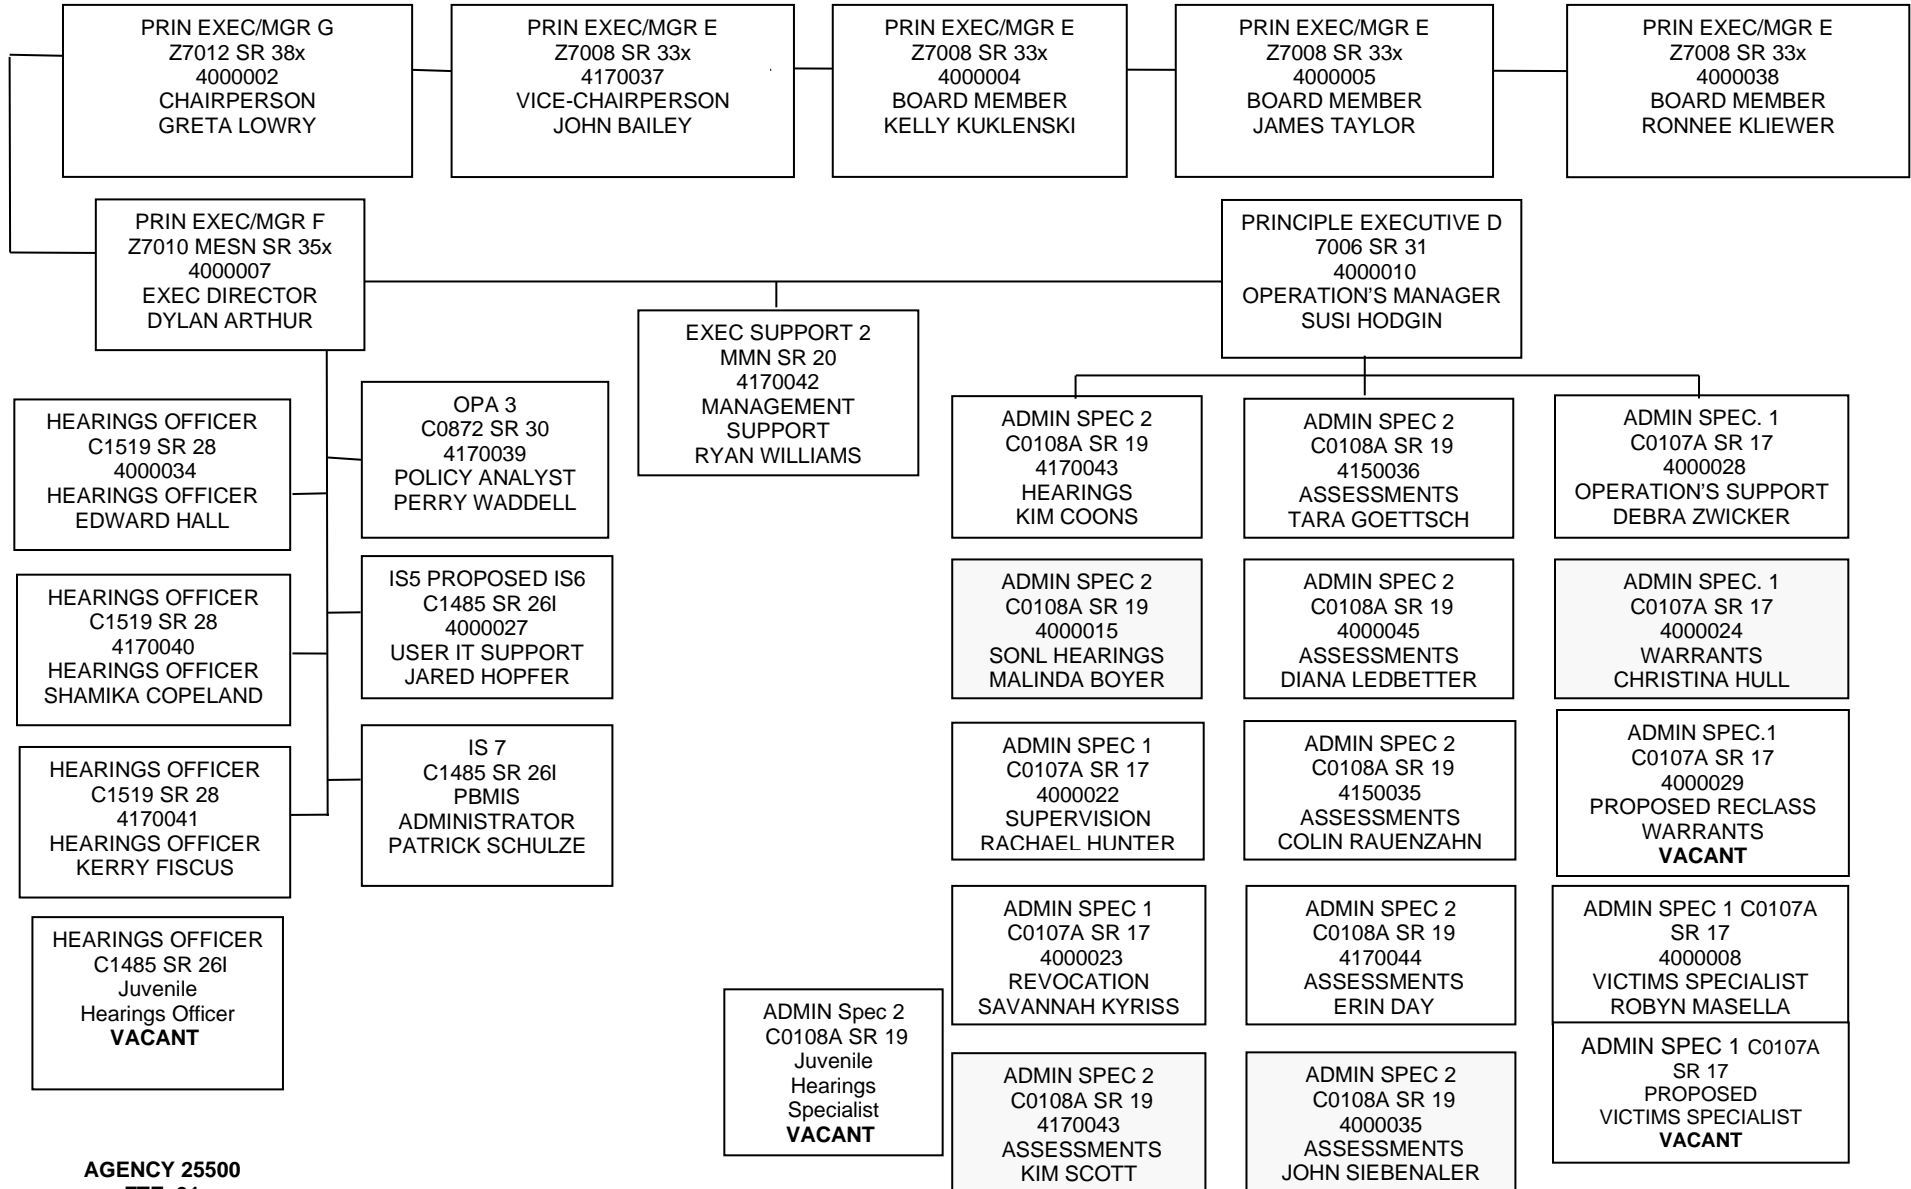 PRIN EXEC/MGR G
Z7012 SR 38x
4000002
CHAIRPERSON
GRETA LOWRY
PRIN EXEC/MGR E
Z7008 SR 33x
4170037
VICE-CHAIRPERSON
JOHN BAILEY
PRIN EXEC/MGR E
Z7008 SR 33x
4000004
BOARD MEMBER
KELLY KUKLENSKI
PRIN EXEC/MGR E
Z7008 SR 33x
4000005
BOARD MEMBER
JAMES TAYLOR
PRIN EXEC/MGR E
Z7008 SR 33x
4000038
BOARD MEMBER
RONNEE KLIEWER
PRIN EXEC/MGR F
Z7010 MESN SR 35x
4000007
EXEC DIRECTOR
DYLAN ARTHUR
PRINCIPLE EXECUTIVE D
7006 SR 31
4000010
OPERATION'S MANAGER
SUSI HODGIN
EXEC SUPPORT 2
MMN SR 20
4170042
MANAGEMENT
SUPPORT
RYAN WILLIAMS
HEARINGS OFFICER
C1519 SR 28
4000034
HEARINGS OFFICER
EDWARD HALL
OPA 3
C0872 SR 30
4170039
POLICY ANALYST
PERRY WADDELL
ADMIN SPEC 2
C0108A SR 19
4170043
HEARINGS
KIM COONS
ADMIN SPEC 2
C0108A SR 19
4150036
ASSESSMENTS
TARA GOETTSCH
ADMIN SPEC. 1
C0107A SR 17
4000028
OPERATION'S SUPPORT
DEBRA ZWICKER
HEARINGS OFFICER
C1519 SR 28
4170040
HEARINGS OFFICER
SHAMIKA COPELAND
IS5 PROPOSED IS6
C1485 SR 26I
4000027
USER IT SUPPORT
JARED HOPFER
ADMIN SPEC 2
C0108A SR 19
4000015
SONL HEARINGS
MALINDA BOYER
ADMIN SPEC 2
C0108A SR 19
4000045
ASSESSMENTS
DIANA LEDBETTER
ADMIN SPEC. 1
C0107A SR 17
4000024
WARRANTS
CHRISTINA HULL
HEARINGS OFFICER
C1519 SR 28
4170041
HEARINGS OFFICER
KERRY FISCUS
IS 7
C1485 SR 26I
PBMIS
ADMINISTRATOR
PATRICK SCHULZE
ADMIN SPEC 1
C0107A SR 17
4000022
SUPERVISION
RACHAEL HUNTER
ADMIN SPEC 2
C0108A SR 19
4150035
ASSESSMENTS
COLIN RAUENZAHN
ADMIN SPEC.1
C0107A SR 17
4000029
PROPOSED RECLASS
WARRANTS
VACANT
HEARINGS OFFICER
C1485 SR 26I
Juvenile
Hearings Officer
VACANT
ADMIN SPEC 1
C0107A SR 17
4000023
REVOCATION
SAVANNAH KYRISS
ADMIN SPEC 2
C0108A SR 19
4170044
ASSESSMENTS
ERIN DAY
ADMIN SPEC 1 C0107A
SR 17
4000008
VICTIMS SPECIALIST
ROBYN MASELLA
ADMIN Spec 2
C0108A SR 19
Juvenile
Hearings
Specialist
VACANT
ADMIN SPEC 2
C0108A SR 19
4170043
ASSESSMENTS
KIM SCOTT
ADMIN SPEC 2
C0108A SR 19
4000035
ASSESSMENTS
JOHN SIEBENALER
ADMIN SPEC 1 C0107A
SR 17
PROPOSED
VICTIMS SPECIALIST
VACANT
AGENCY 25500